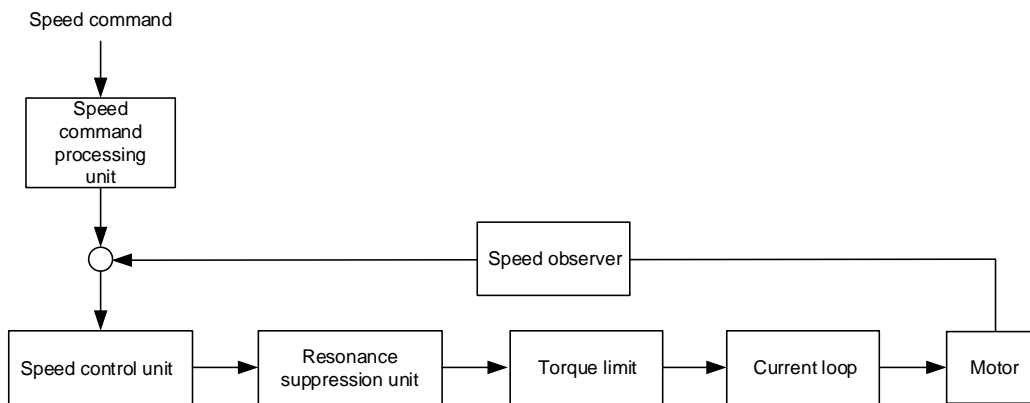 Speed command
Speed
command
processing
unit
Speed observer
Speed control unit
Resonance
suppression unit
Torque limit
Current loop
Motor